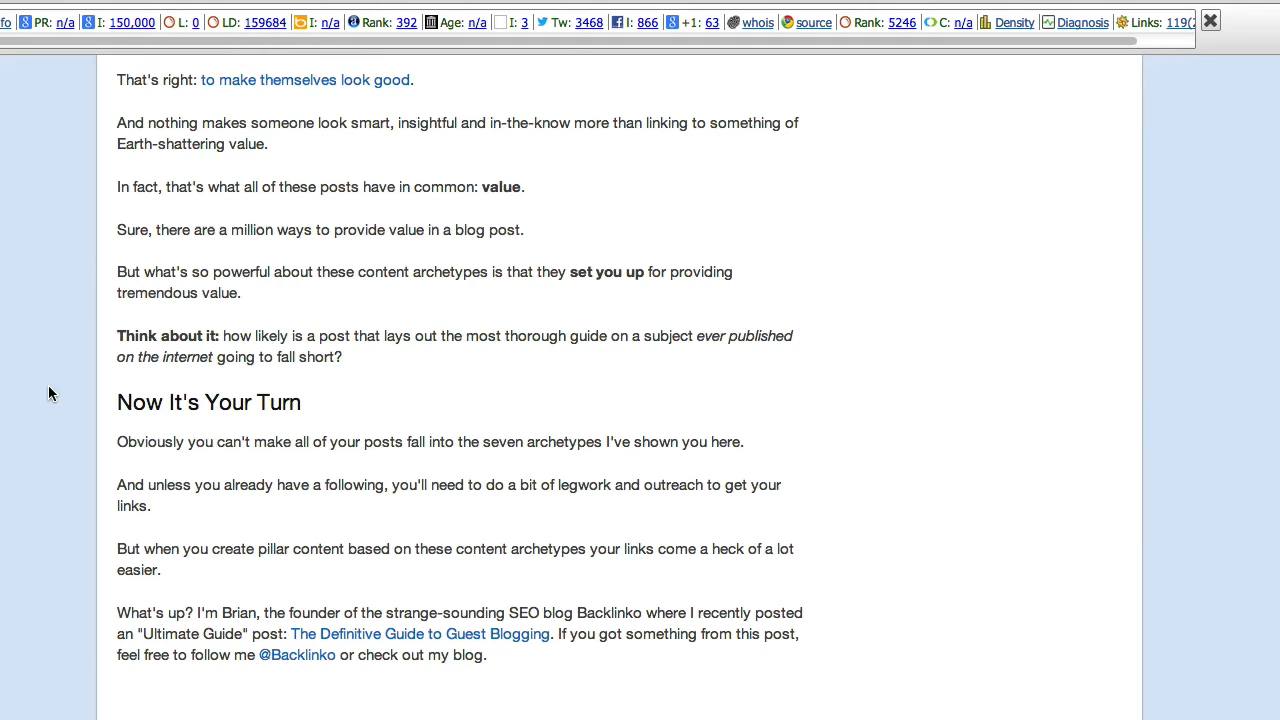 fo PR: n/a I: 150,000 L: 0 LD: 159684 I: n/a Rank: 392 Age: n/a I: 3 Tw: 3468 I: 866 +1: 63 whois source Rank: 5246 C: n/a Density Diagnosis Links: 119(
That's right: to make themselves look good.
And nothing makes someone look smart, insightful and in-the-know more than linking to something of
Earth-shattering value.
In fact, that's what all of these posts have in common: value.
Sure, there are a million ways to provide value in a blog post.
But what's so powerful about these content archetypes is that they set you up for providing
tremendous value.
Think about it: how likely is a post that lays out the most thorough guide on a subject ever published
on the internet going to fall short?
Now It's Your Turn
Obviously you can't make all of your posts fall into the seven archetypes I've shown you here.
And unless you already have a following, you'll need to do a bit of legwork and outreach to get your
links.
But when you create pillar content based on these content archetypes your links come a heck of a lot
easier.
What's up? I'm Brian, the founder of the strange-sounding SEO blog Backlinko where I recently posted
an "Ultimate Guide" post: The Definitive Guide to Guest Blogging. If you got something from this post,
feel free to follow me @Backlinko or check out my blog.